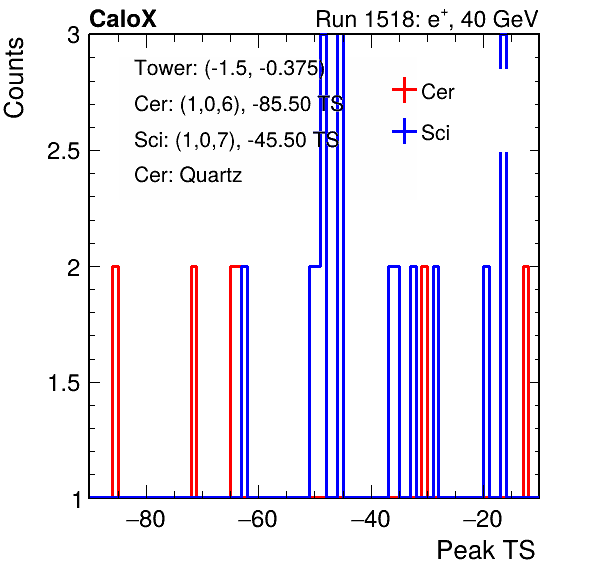 CaloX Run 1518: e⁺, 40 GeV
Counts
3
2.5
2
1.5
1
Tower: (-1.5, -0.375)
Cer: (1,0,6), -85.50 TS
Sci: (1,0,7), -45.50 TS
Cer: Quartz
Cer
Sci
−80 −60 −40 −20
Peak TS